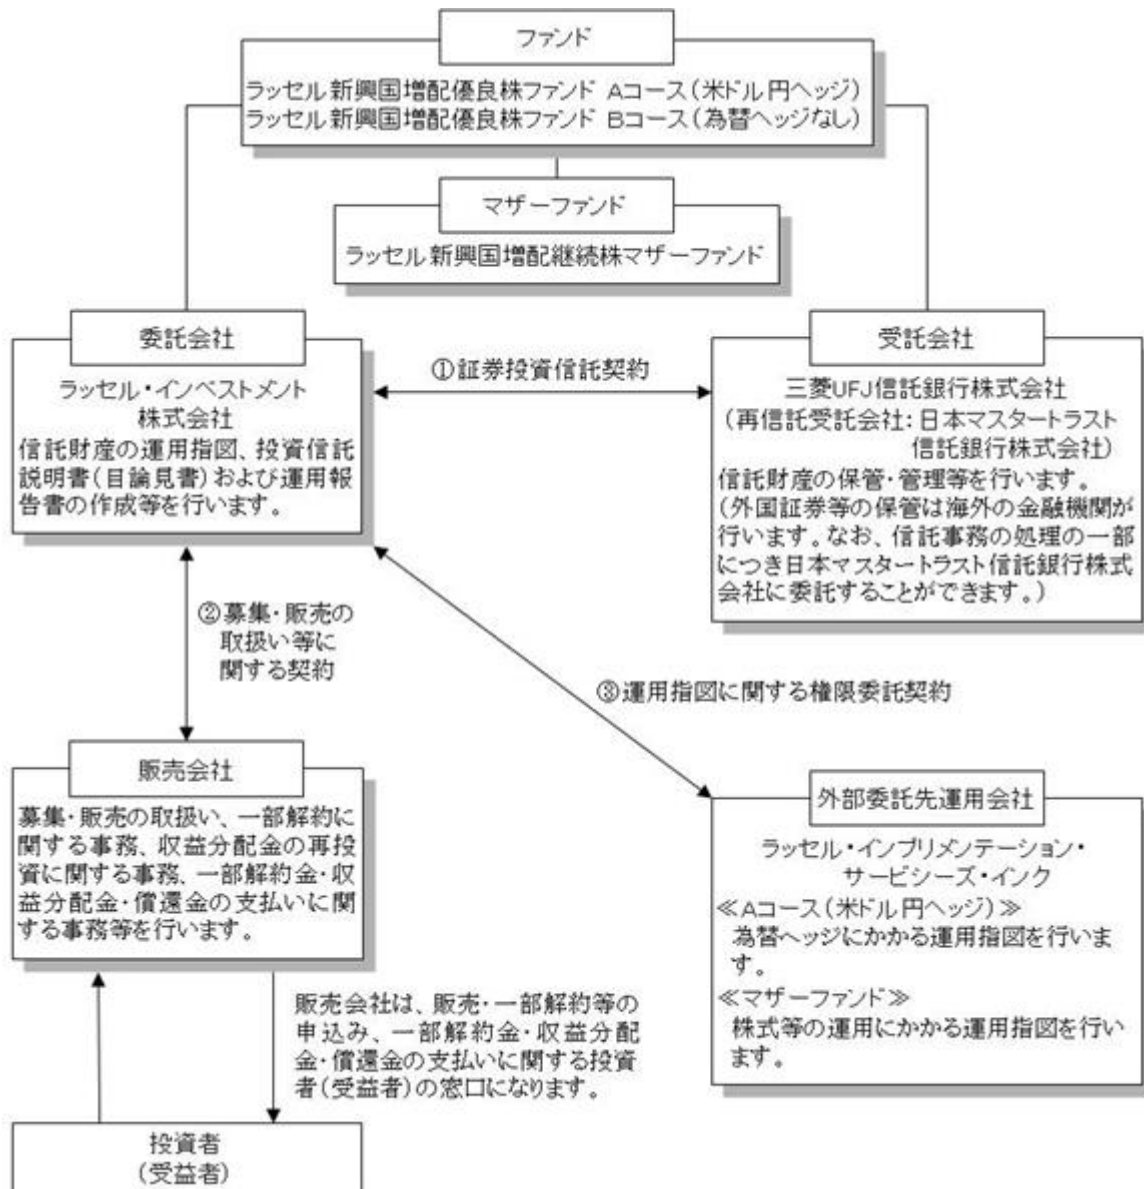 ファンド
ラッセル新興国増配優良株ファンド Aコース(米ドル円ヘッジ)
ラッセル新興国増配優良株ファンド Bコース(為替ヘッジなし)
マザーファンド
ラッセル新興国増配継続株マザーファンド
委託会社
ラッセル・インベストメント
株式会社
信託財産の運用指図、投資信託
説明書(目論見書)および運用報
告書の作成等を行います。
①証券投資信託契約
受託会社
三菱UFJ信託銀行株式会社
(再信託受託会社:日本マスタートラスト
信託銀行株式会社)
信託財産の保管・管理等を行います。
(外国証券等の保管は海外の金融機関が
行います。なお、信託事務の処理の一部
につき日本マスタートラスト信託銀行株式
会社に委託することができます。)
②募集・販売の
取扱い等に
関する契約
③運用指図に関する権限委託契約
販売会社
募集・販売の取扱い、一部解約に
関する事務、収益分配金の再投
資に関する事務、一部解約金・収
益分配金・償還金の支払いに関
する事務等を行います。
外部委託先運用会社
ラッセル・インプリメンテーション・
サービシーズ・インク
≪Aコース(米ドル円ヘッジ)≫
為替ヘッジにかかる運用指図を行いま
す。
≪マザーファンド≫
株式等の運用にかかる運用指図を行い
ます。
販売会社は、販売・一部解約等の
申込み、一部解約金・収益分配
金・償還金の支払いに関する投資
者(受益者)の窓口になります。
投資者
(受益者)